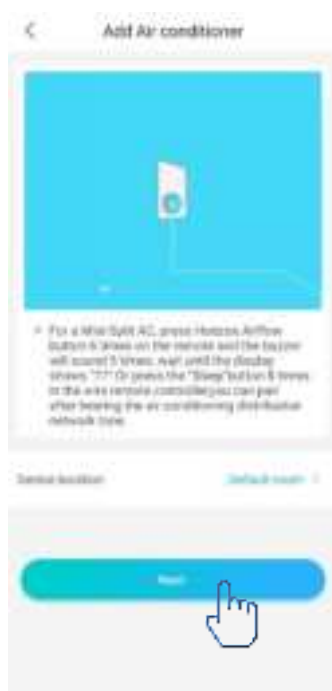 Add Air conditioner
For a Mini Split AC, press Horizon Airflow
button 6 times on the remote and the buzzer
will sound 5 times, wait until the display
shows "77" Or press the "Sleep" button 8 times
in the wire remote controller, you can pair
after hearing the air conditioning distribution
network tone.
Device location Default room
Next